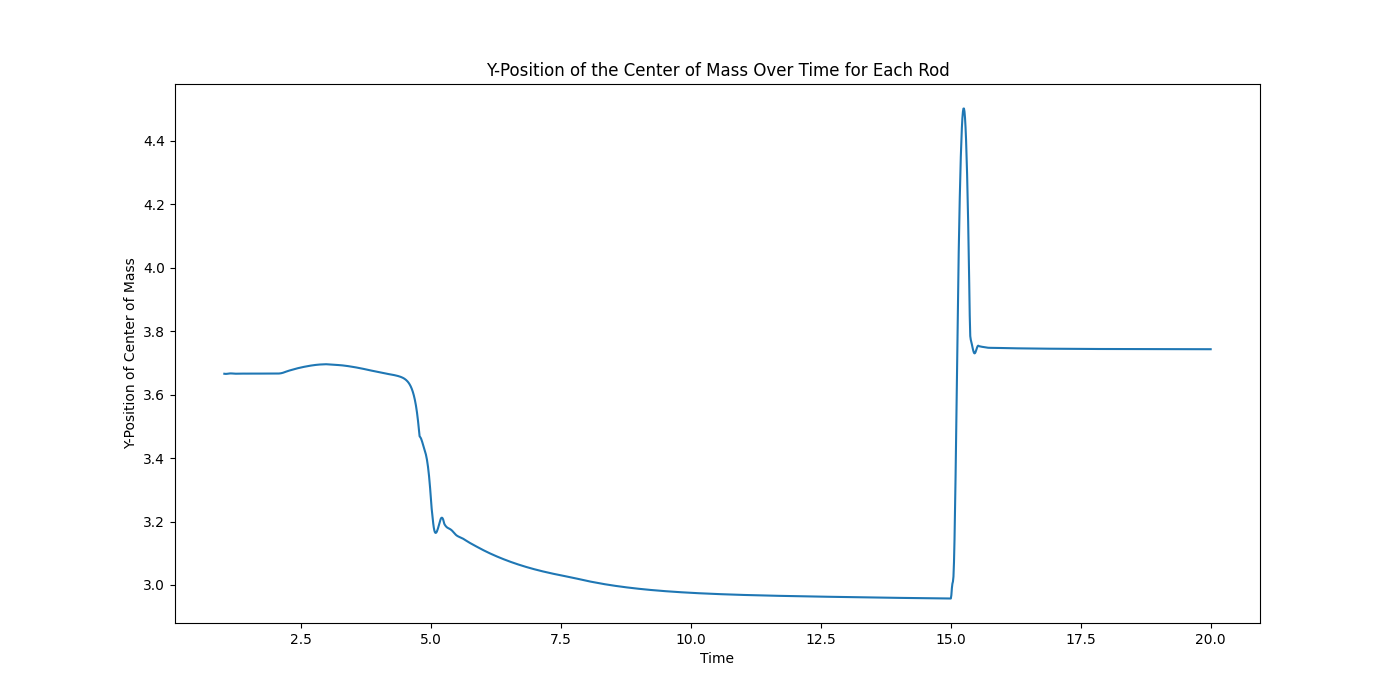 Y-Position of the Center of Mass Over Time for Each Rod
Y-Position of Center of Mass
4.4
4.2
4.0
3.8
3.6
3.4
3.2
3.0
2.5 5.0 7.5 10.0 12.5 15.0 17.5 20.0
Time